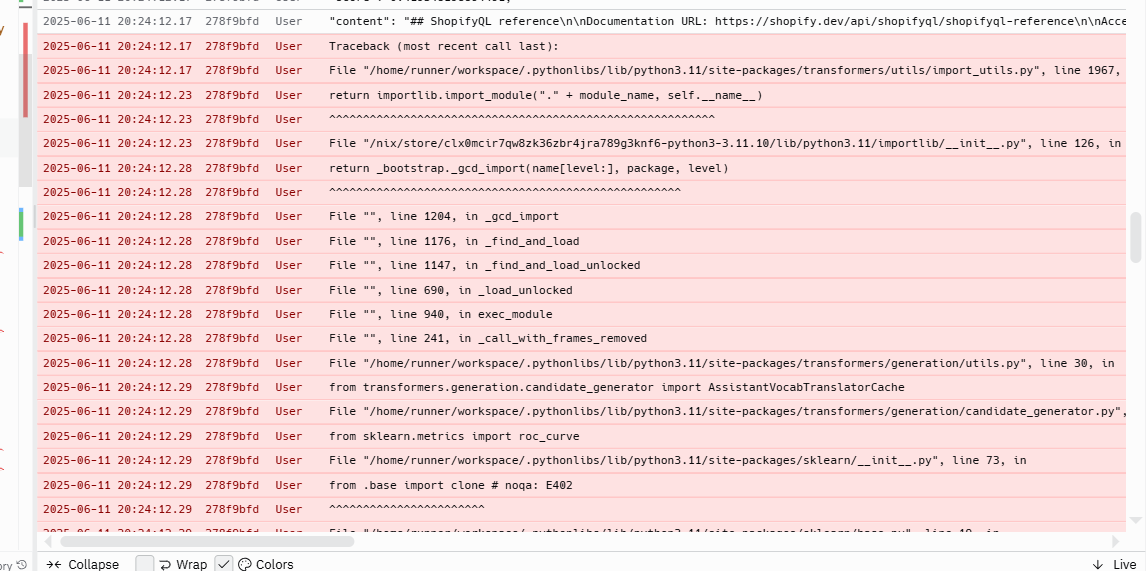 2025-06-11 20:24:12.17 278f9bfd User "content": "## ShopifyQL reference\n\nDocumentation URL: https://shopify.dev/api/shopifyql/shopifyql-reference\n\nAcce
2025-06-11 20:24:12.17 278f9bfd User Traceback (most recent call last):
2025-06-11 20:24:12.17 278f9bfd User File "/home/runner/workspace/.pythonlibs/lib/python3.11/site-packages/transformers/utils/import_utils.py", line 1967,
2025-06-11 20:24:12.23 278f9bfd User return importlib.import_module("." + module_name, self.__name__)
2025-06-11 20:24:12.23 278f9bfd User ^^^^^^^^^^^^^^^^^^^^^^^^^^^^^^^^^^^^^^^^^^^^^^^^^^^^^^^^^
2025-06-11 20:24:12.23 278f9bfd User File "/nix/store/clx0mcir7qw8zk36zbr4jra789g3knf6-python3-3.11.10/lib/python3.11/importlib/__init__.py", line 126, in
2025-06-11 20:24:12.28 278f9bfd User return _bootstrap._gcd_import(name[level:], package, level)
2025-06-11 20:24:12.28 278f9bfd User ^^^^^^^^^^^^^^^^^^^^^^^^^^^^^^^^^^^^^^^^^^^^^^^^^^^^
2025-06-11 20:24:12.28 278f9bfd User File "", line 1204, in _gcd_import
2025-06-11 20:24:12.28 278f9bfd User File "", line 1176, in _find_and_load
2025-06-11 20:24:12.28 278f9bfd User File "", line 1147, in _find_and_load_unlocked
2025-06-11 20:24:12.28 278f9bfd User File "", line 690, in _load_unlocked
2025-06-11 20:24:12.28 278f9bfd User File "", line 940, in exec_module
2025-06-11 20:24:12.28 278f9bfd User File "", line 241, in _call_with_frames_removed
2025-06-11 20:24:12.28 278f9bfd User File "/home/runner/workspace/.pythonlibs/lib/python3.11/site-packages/transformers/generation/utils.py", line 30, in
2025-06-11 20:24:12.29 278f9bfd User from transformers.generation.candidate_generator import AssistantVocabTranslatorCache
2025-06-11 20:24:12.29 278f9bfd User File "/home/runner/workspace/.pythonlibs/lib/python3.11/site-packages/transformers/generation/candidate_generator.py",
2025-06-11 20:24:12.29 278f9bfd User from sklearn.metrics import roc_curve
2025-06-11 20:24:12.29 278f9bfd User File "/home/runner/workspace/.pythonlibs/lib/python3.11/site-packages/sklearn/__init__.py", line 73, in
2025-06-11 20:24:12.29 278f9bfd User from .base import clone # noqa: E402
2025-06-11 20:24:12.29 278f9bfd User ^^^^^^^^^^^^^^^^^^^^^^^
ory Collapse Wrap Colors Live